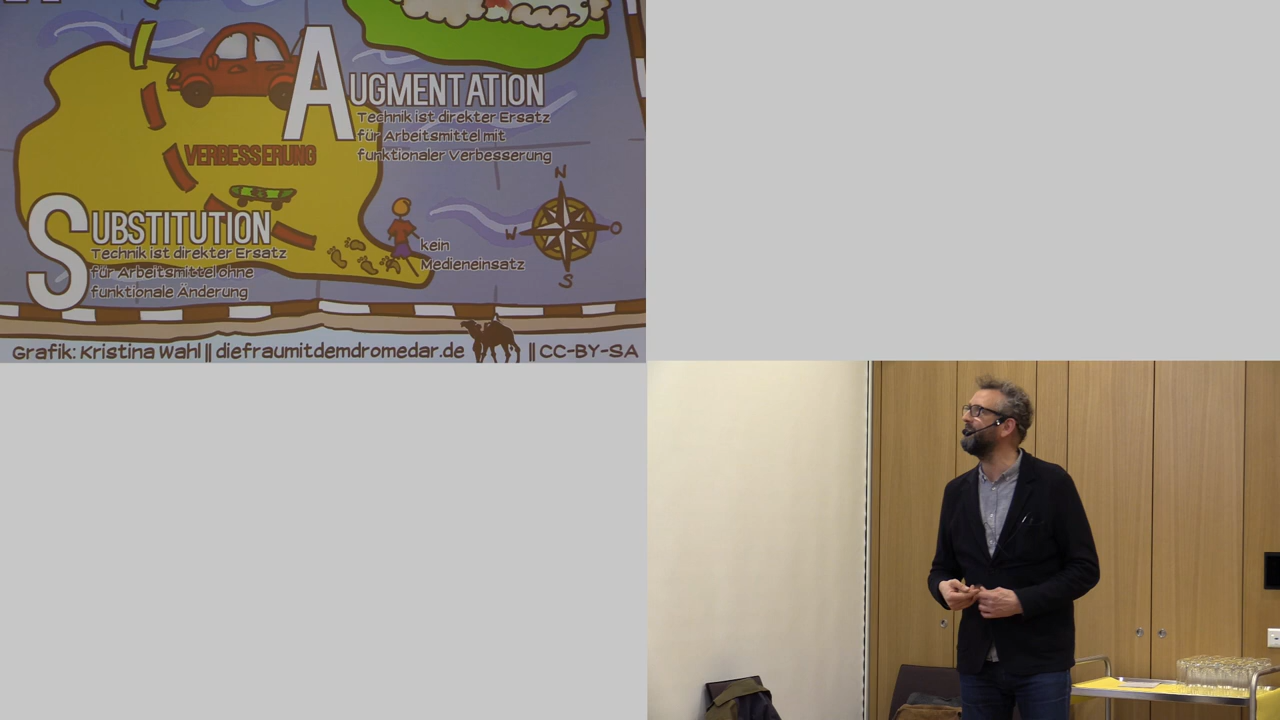 AUGMENTATION
Technik ist direkter Ersatz
für Arbeitsmittel mit
funktionaler Verbesserung
VERBESSERUNG
SUBSTITUTION
Technik ist direkter Ersatz
für Arbeitsmittel ohne
funktionale Änderung
kein
Medieneinsatz
N
W
O
S
Grafik: Kristina Wahl || diefraumitdemdromedar.de || CC-BY-SA